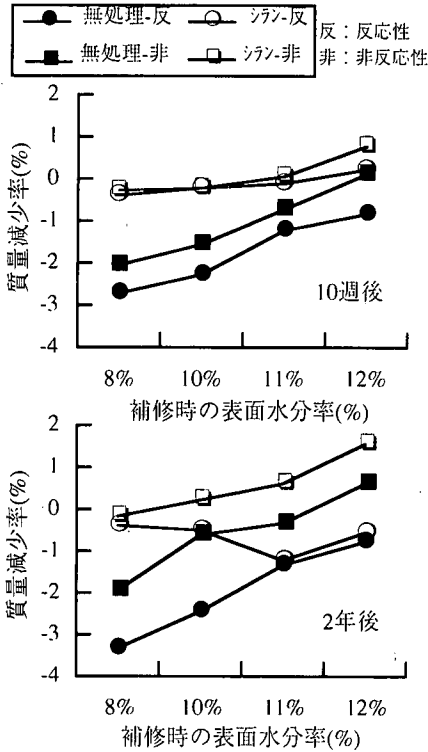 無処理-反 シラン-反
無処理-非 シラン-非
反：反応性
非：非反応性
質量減少率(%)
2
1
0
-1
-2
-3
-4
10週後
8% 10% 11% 12%
補修時の表面水分率(%)
質量減少率(%)
2
1
0
-1
-2
-3
-4
2年後
8% 10% 11% 12%
補修時の表面水分率(%)